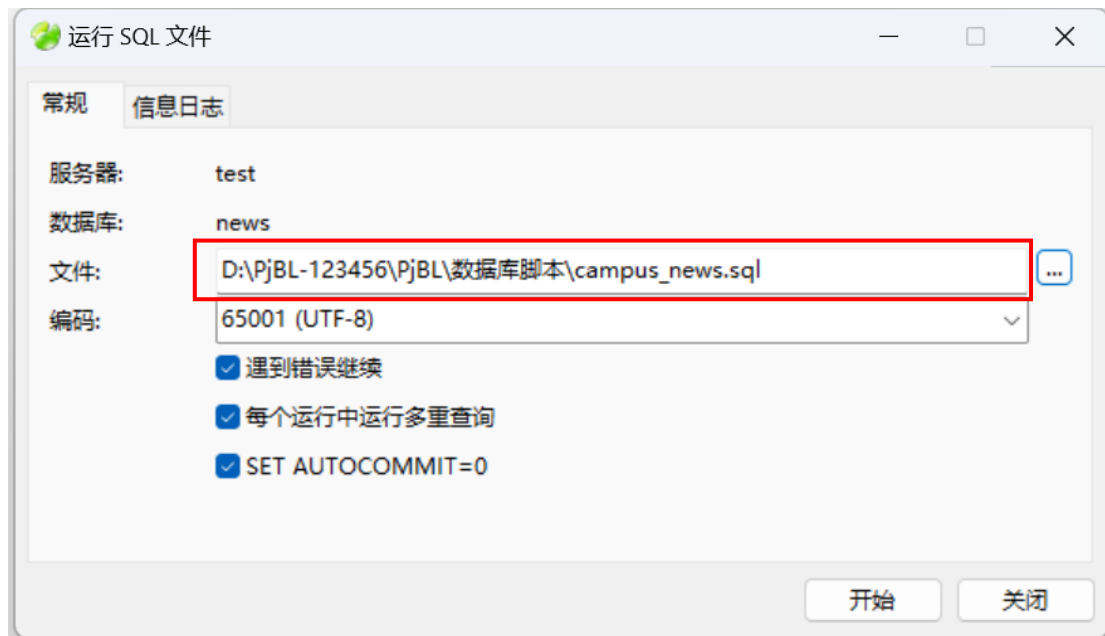 运行 SQL 文件
常规 信息日志
服务器: test
数据库: news
文件: D:\PjBL-123456\PjBL\数据库脚本\campus_news.sql ...
编码: 65001 (UTF-8)
遇到错误继续
每个运行中运行多重查询
SET AUTOCOMMIT=0
开始 关闭